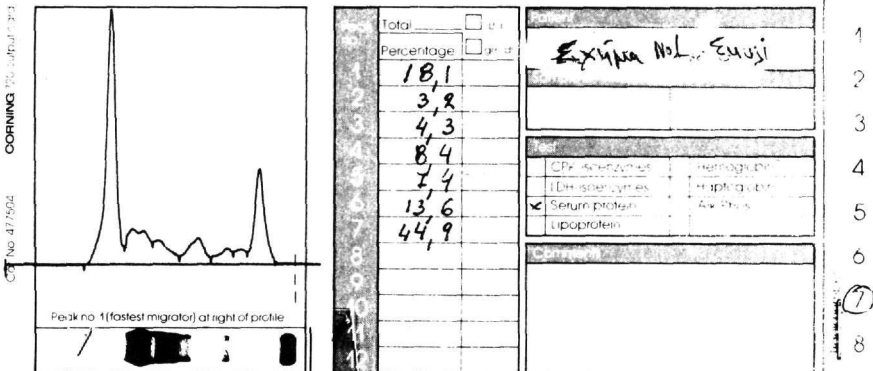 CORNING
Cat No 477504
Peak no 1 (fastest migrator) at right of profile
Total
Percentage
1 18,1
2 3,2
3 4,3
4 8,4
5 7,4
6 13,6
7 44,9
8
9
10
Patient
Σχήμα No1
Test
CPK isoenzymes Hemoglobin
LDH isoenzymes Haptoglobin
x Serum protein Alk Phos
Lipoprotein
Comment
1
2
3
4
5
6
7
8